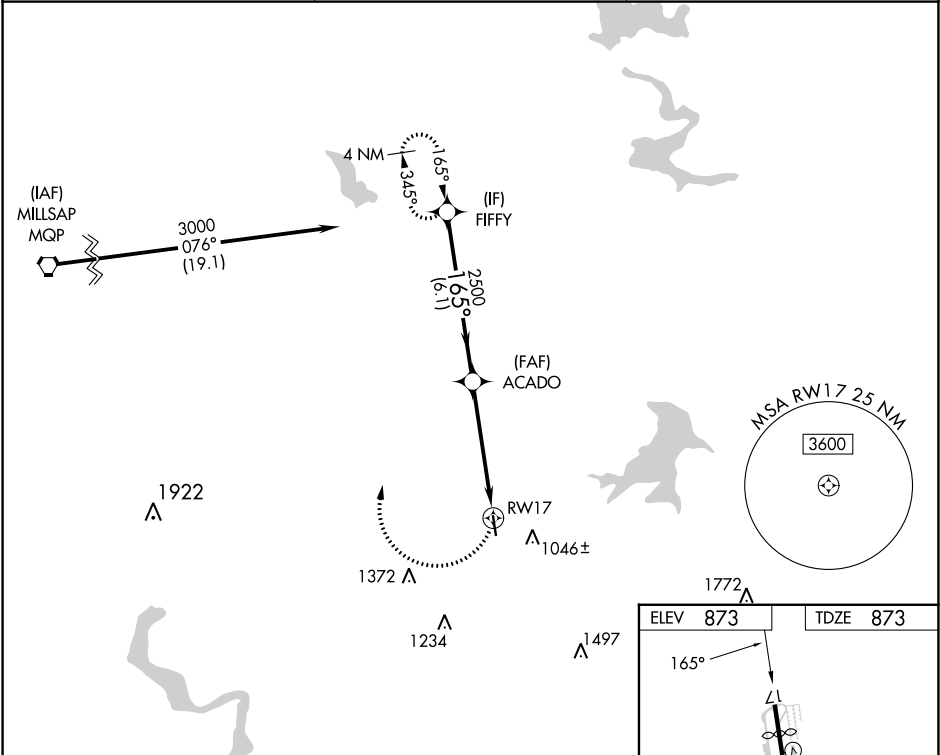 4 NM
165°
345°
(IF)
FIFFY
(IAF)
MILLSAP
MQP
3000
076°
(19.1)
2500
165°
(6.1)
(FAF)
ACADO
MSA RW17 25 NM
3600
1922
RW17
1046±
1372
1234
1497
1772
ELEV 873
TDZE 873
165°
17